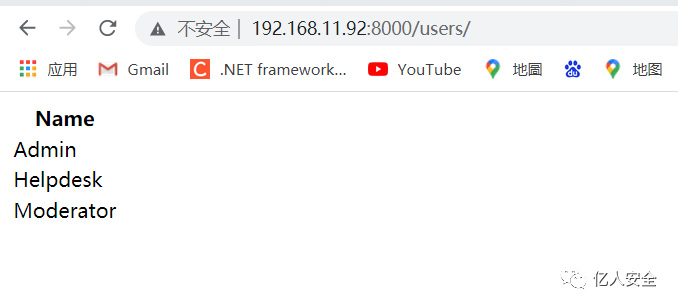 不安全 | 192.168.11.92:8000/users/
应用 Gmail .NET framework... YouTube 地圖 地图
Name
Admin
Helpdesk
Moderator
亿人安全